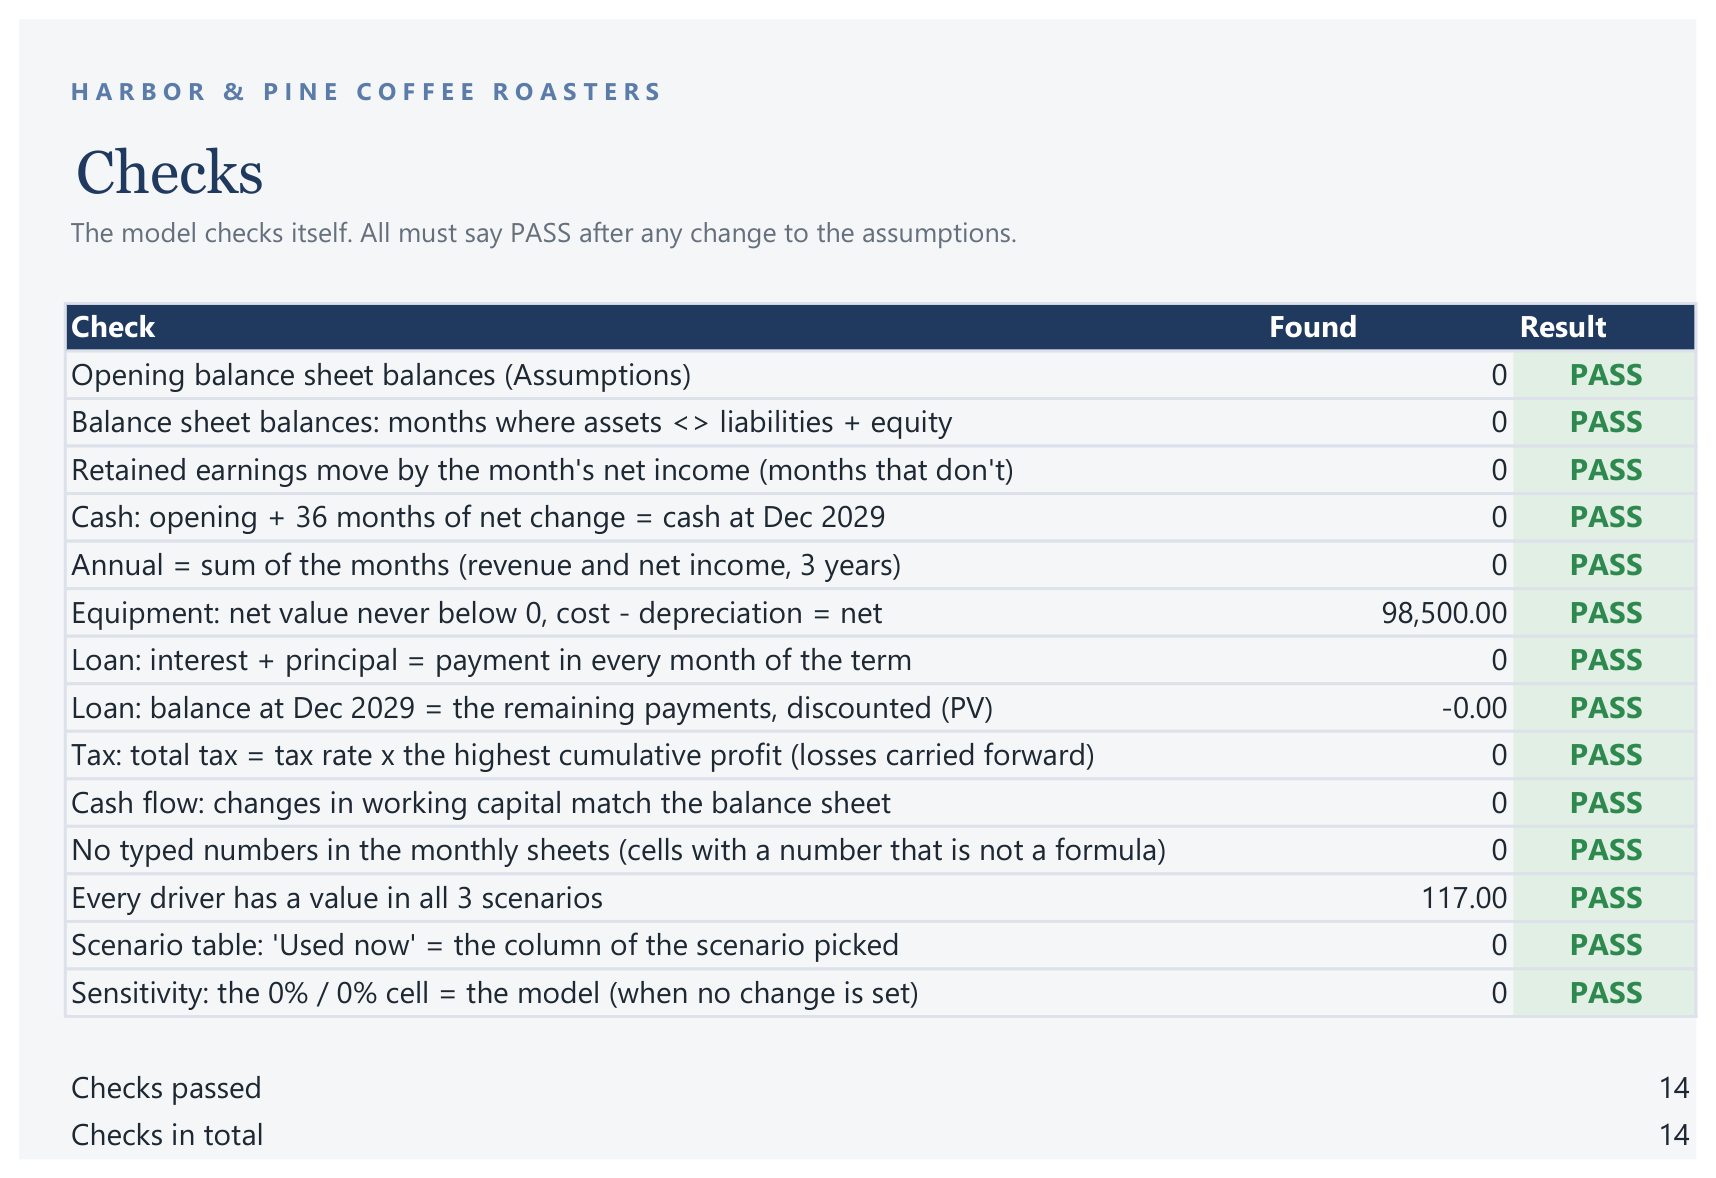 HARBOR & PINE COFFEE ROASTERS
Checks
The model checks itself. All must say PASS after any change to the assumptions.
Check Found Result
Opening balance sheet balances (Assumptions) 0 PASS
Balance sheet balances: months where assets <> liabilities + equity 0 PASS
Retained earnings move by the month's net income (months that don't) 0 PASS
Cash: opening + 36 months of net change = cash at Dec 2029 0 PASS
Annual = sum of the months (revenue and net income, 3 years) 0 PASS
Equipment: net value never below 0, cost - depreciation = net 98,500.00 PASS
Loan: interest + principal = payment in every month of the term 0 PASS
Loan: balance at Dec 2029 = the remaining payments, discounted (PV) -0.00 PASS
Tax: total tax = tax rate x the highest cumulative profit (losses carried forward) 0 PASS
Cash flow: changes in working capital match the balance sheet 0 PASS
No typed numbers in the monthly sheets (cells with a number that is not a formula) 0 PASS
Every driver has a value in all 3 scenarios 117.00 PASS
Scenario table: 'Used now' = the column of the scenario picked 0 PASS
Sensitivity: the 0% / 0% cell = the model (when no change is set) 0 PASS
Checks passed 14
Checks in total 14